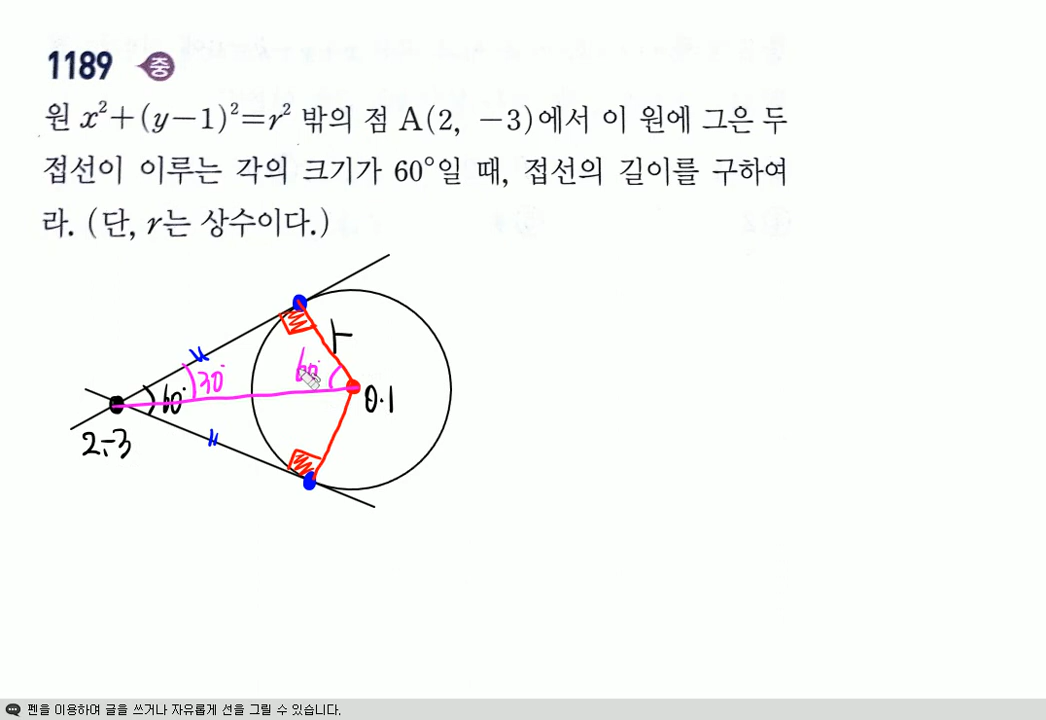 1189 중
원 x²+(y−1)²=r² 밖의 점 A(2, −3)에서 이 원에 그은 두
접선이 이루는 각의 크기가 60°일 때, 접선의 길이를 구하여
라. (단, r는 상수이다.)
r
30° 60°
60° 0.1
2.-3
펜을 이용하여 글을 쓰거나 자유롭게 선을 그릴 수 있습니다.